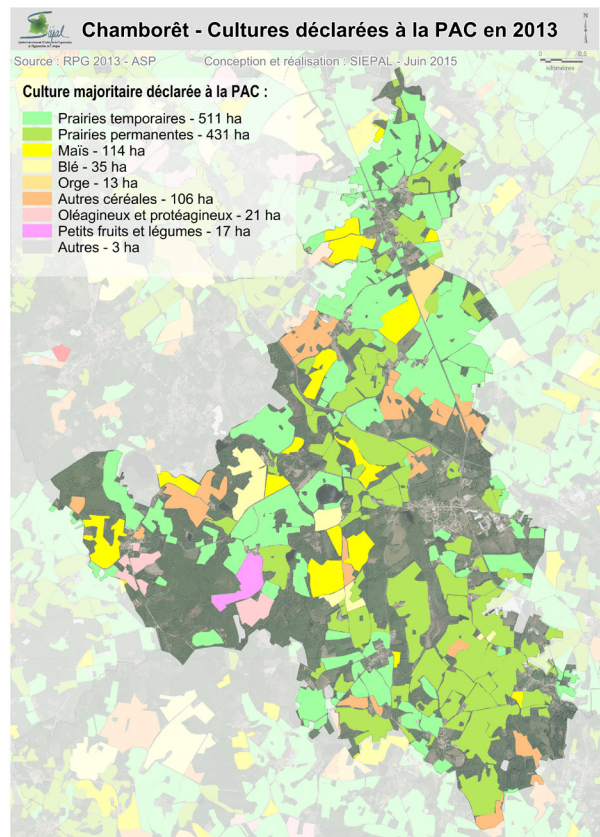 Siépal
Chamborêt - Cultures déclarées à la PAC en 2013
N
Source : RPG 2013 - ASP
Conception et réalisation : SIEPAL - Juin 2015
0 0.5
kilomètres
Culture majoritaire déclarée à la PAC :
Prairies temporaires - 511 ha
Prairies permanentes - 431 ha
Maïs - 114 ha
Blé - 35 ha
Orge - 13 ha
Autres céréales - 106 ha
Oléagineux et protéagineux - 21 ha
Petits fruits et légumes - 17 ha
Autres - 3 ha